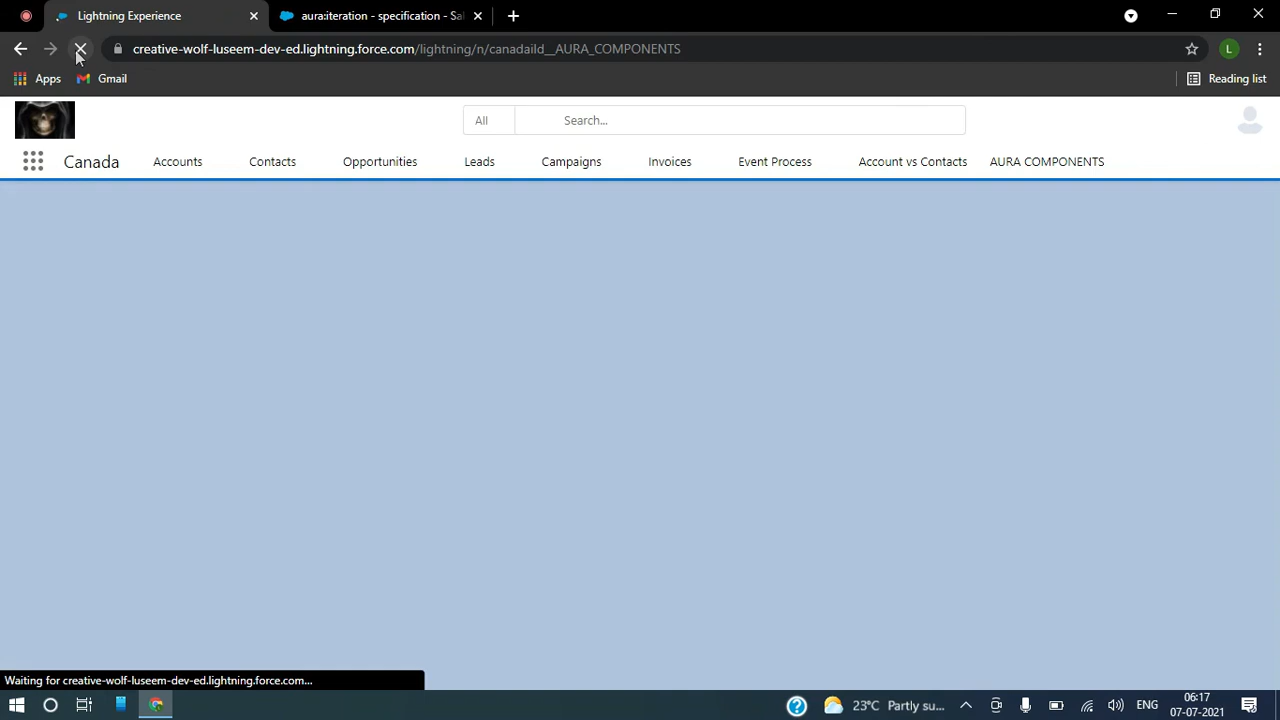 Lightning Experience
aura:iteration - specification - Sal
creative-wolf-luseem-dev-ed.lightning.force.com/lightning/n/canadaild__AURA_COMPONENTS
L
Apps
Gmail
Reading list
All
Search...
Canada
Accounts
Contacts
Opportunities
Leads
Campaigns
Invoices
Event Process
Account vs Contacts
AURA COMPONENTS
Waiting for creative-wolf-luseem-dev-ed.lightning.force.com...
23°C Partly su...
ENG
06:17
07-07-2021